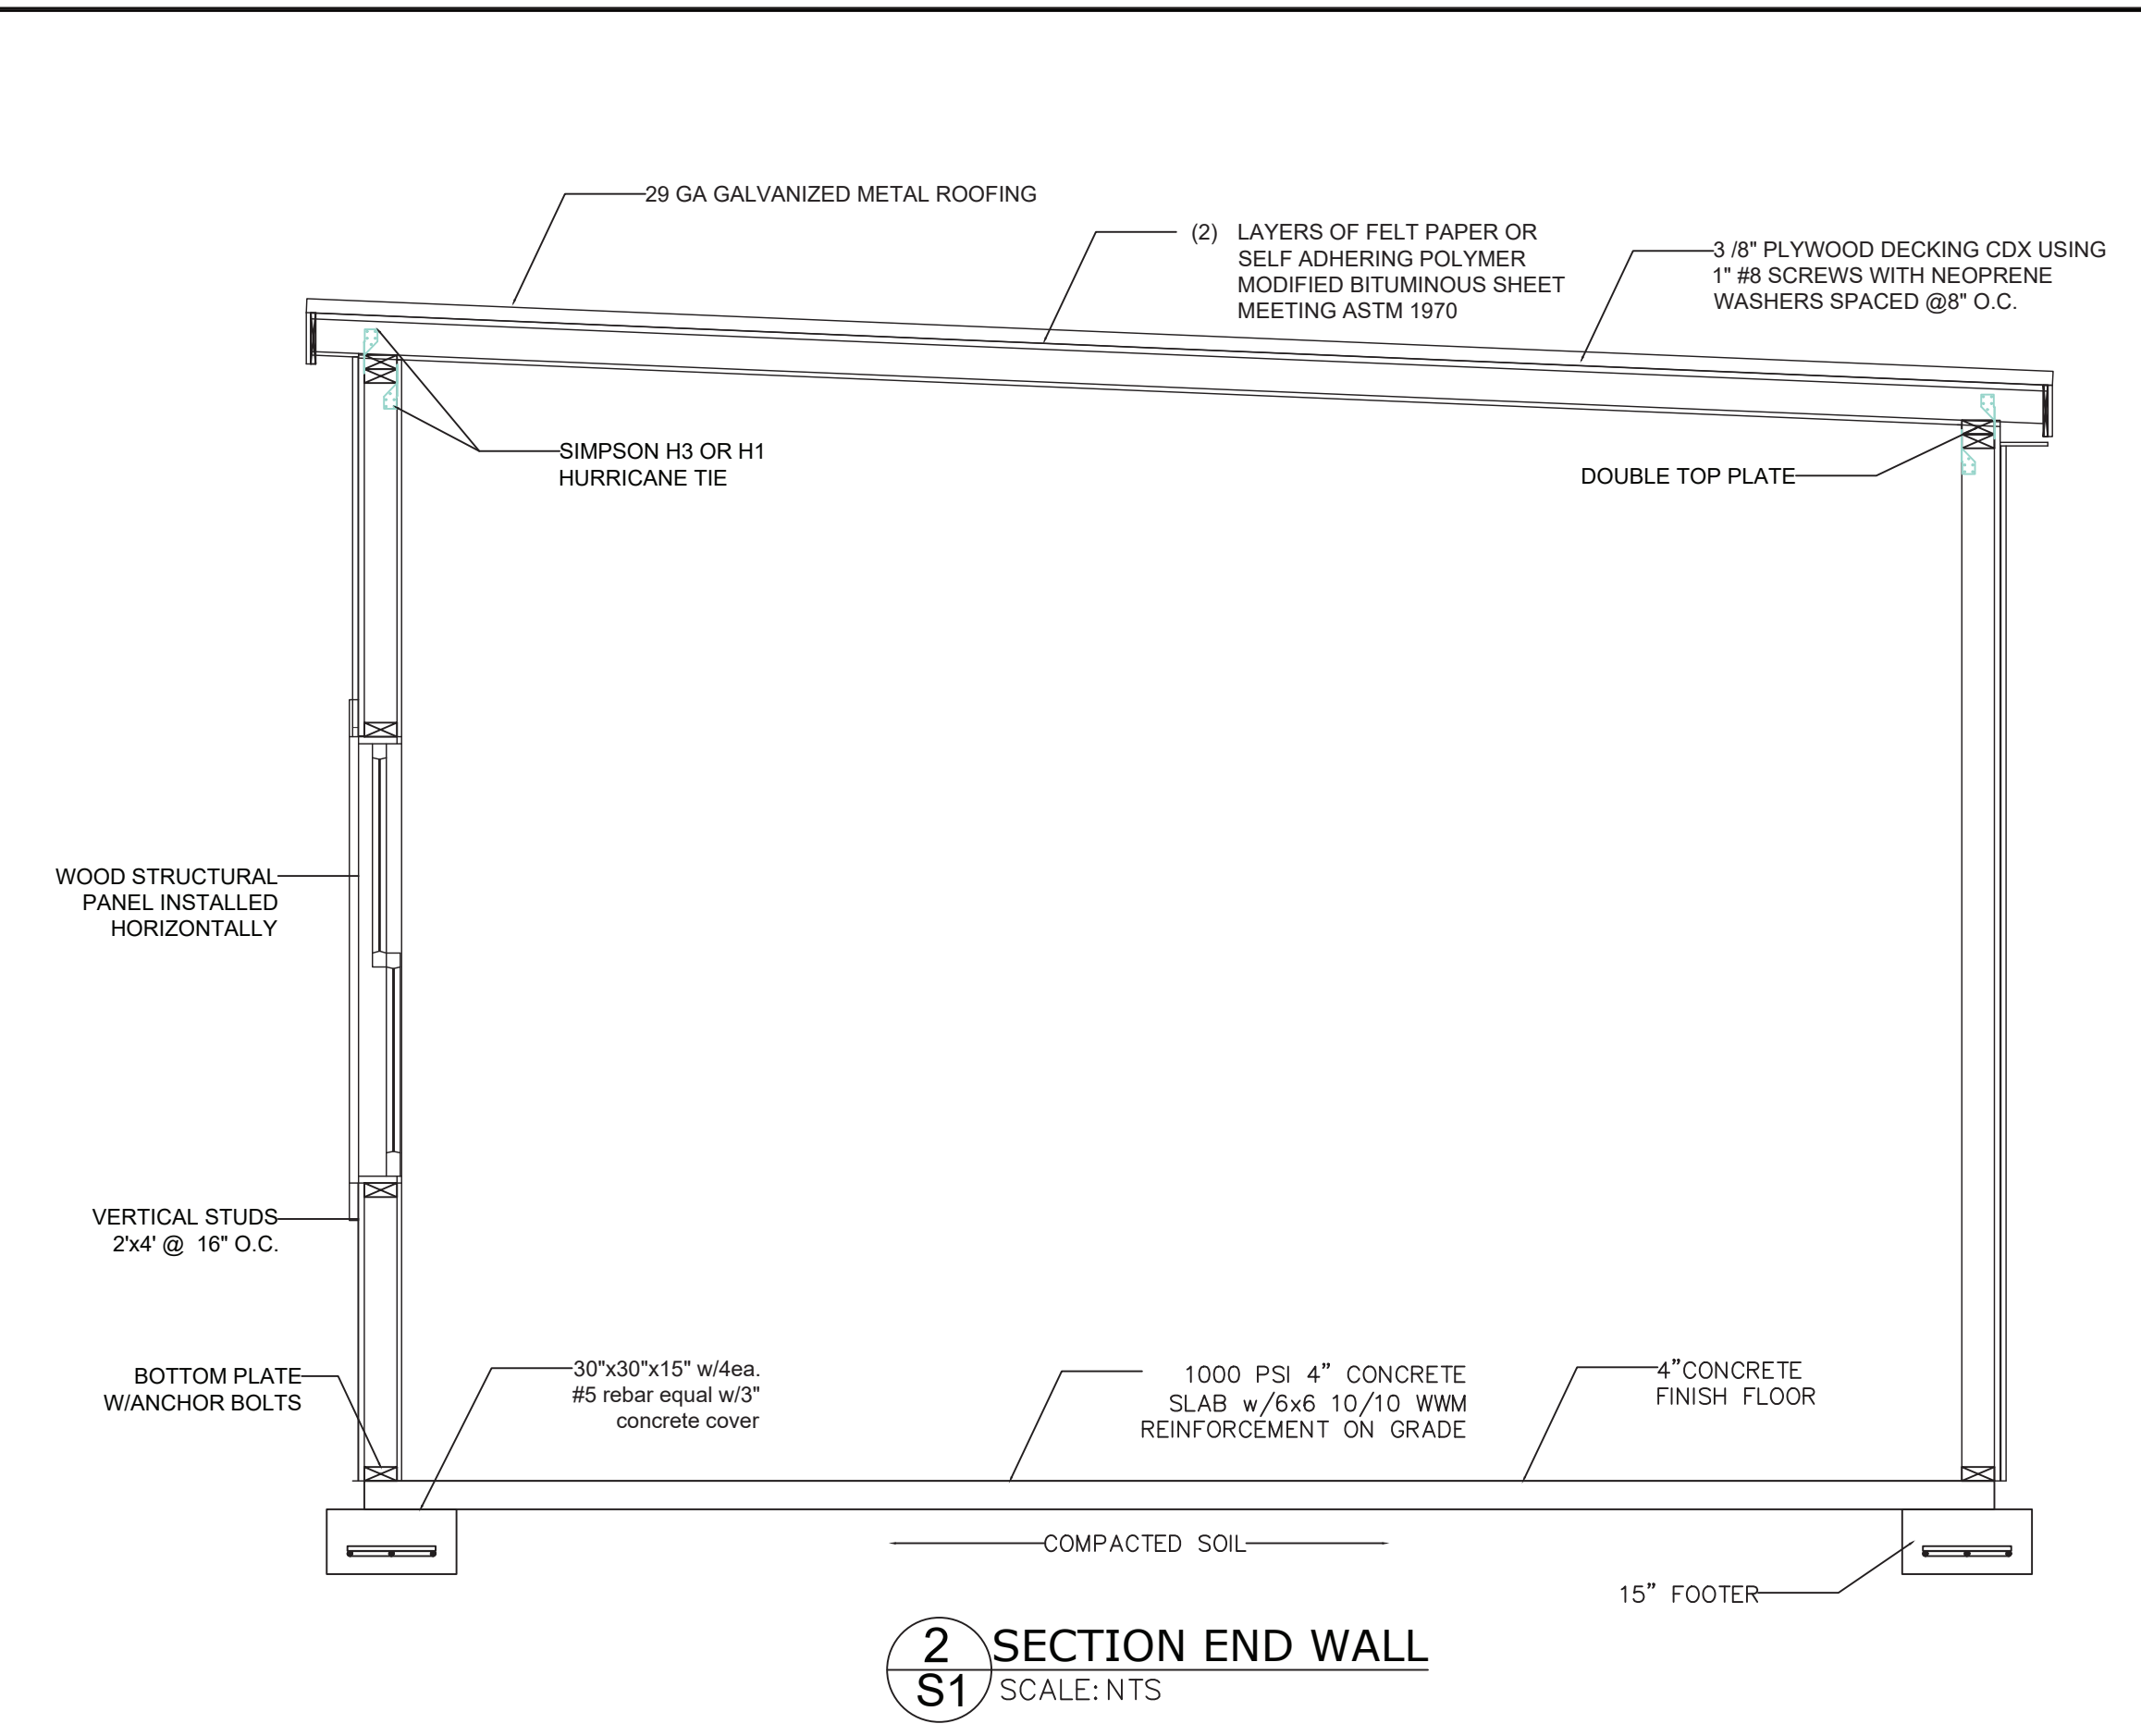 29 GA GALVANIZED METAL ROOFING
(2) LAYERS OF FELT PAPER OR
SELF ADHERING POLYMER
MODIFIED BITUMINOUS SHEET
MEETING ASTM 1970
3 /8" PLYWOOD DECKING CDX USING
1" #8 SCREWS WITH NEOPRENE
WASHERS SPACED @8" O.C.
SIMPSON H3 OR H1
HURRICANE TIE
DOUBLE TOP PLATE
WOOD STRUCTURAL
PANEL INSTALLED
HORIZONTALLY
VERTICAL STUDS
2'x4' @ 16" O.C.
BOTTOM PLATE
W/ANCHOR BOLTS
30"x30"x15" w/4ea.
#5 rebar equal w/3"
concrete cover
1000 PSI 4” CONCRETE
SLAB w/6x6 10/10 WWM
REINFORCEMENT ON GRADE
4”CONCRETE
FINISH FLOOR
COMPACTED SOIL
15” FOOTER
2
S1
SECTION END WALL
SCALE: NTS